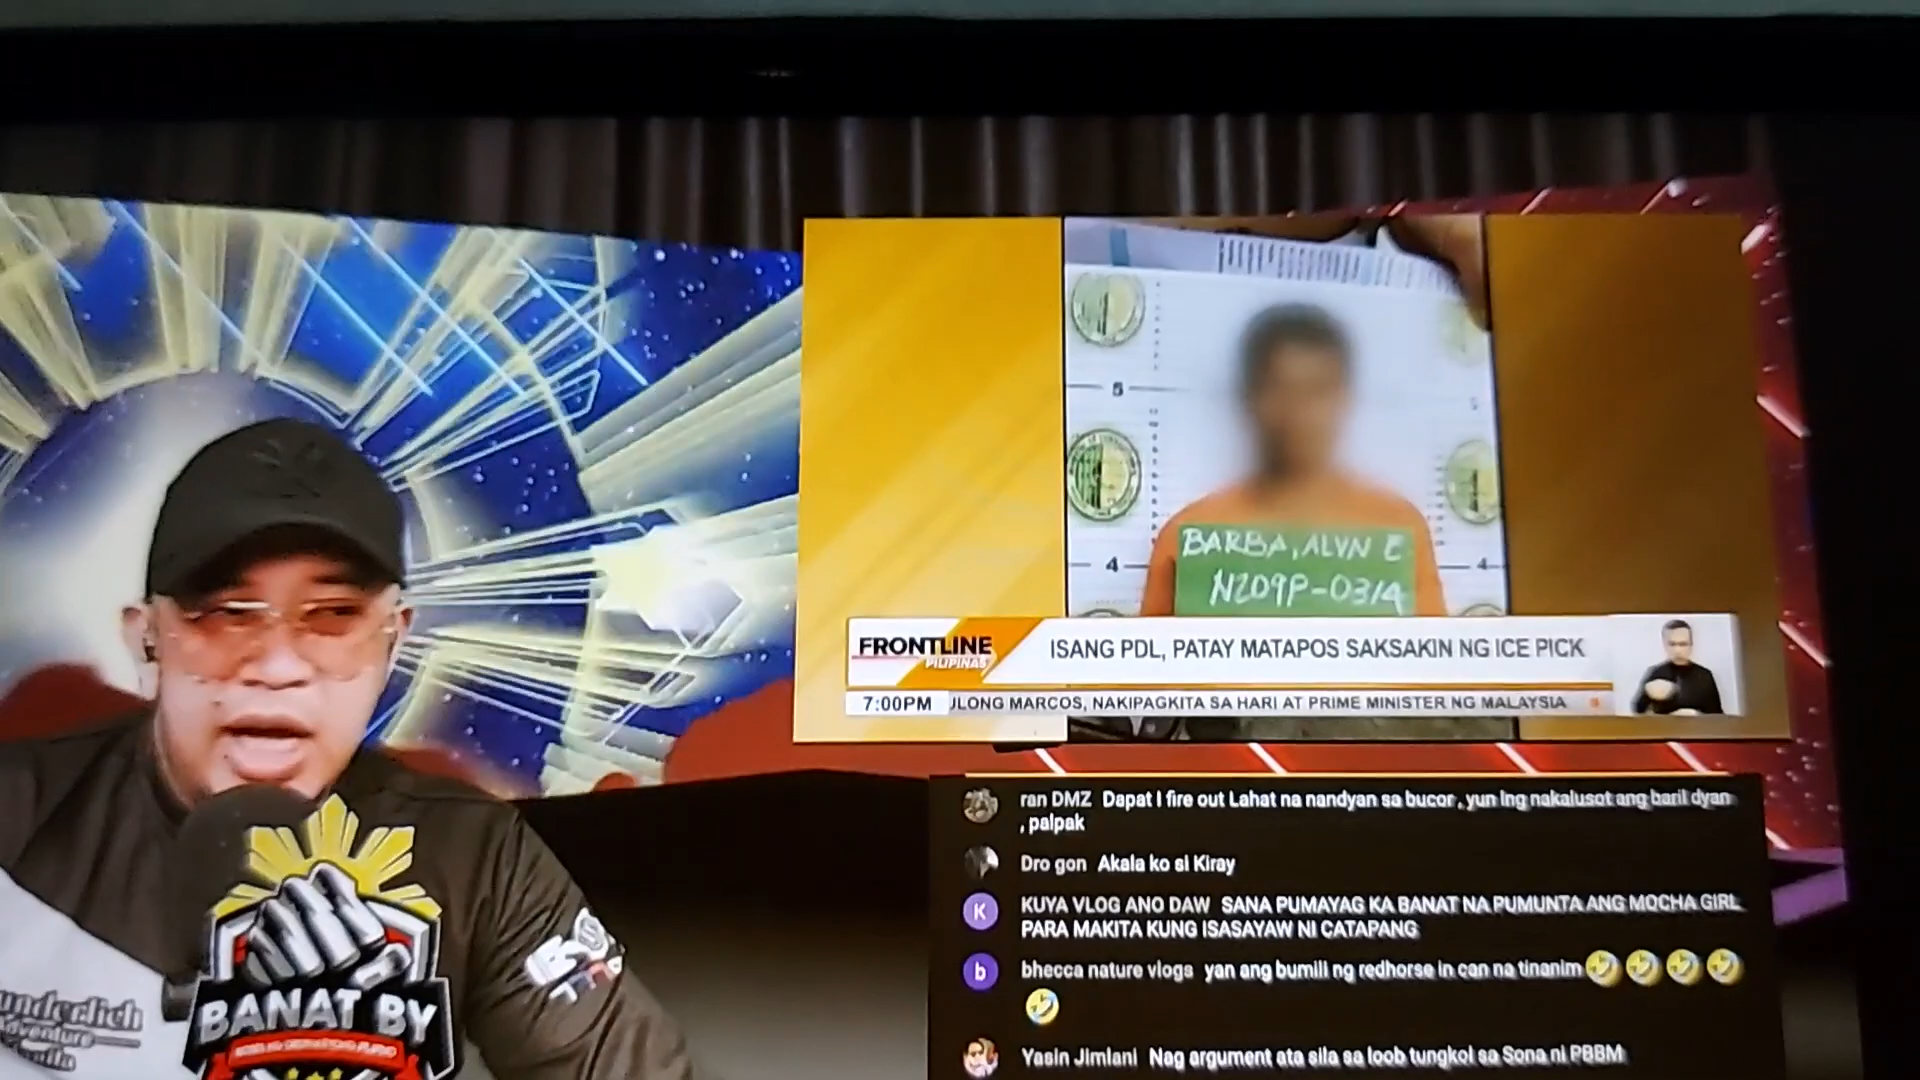 5
4
4
BARBA, ALVN E
N209P-0314
FRONTLINE
PILIPINAS
ISANG PDL, PATAY MATAPOS SAKSAKIN NG ICE PICK
7:00PM
ULONG MARCOS, NAKIPAGKITA SA HARI AT PRIME MINISTER NG MALAYSIA
ran DMZ Dapat I fire out Lahat na nandyan sa bucor, yun ing nakalusot ang baril dyan
, palpak
Dro gon Akala ko si Kiray
K KUYA VLOG ANO DAW SANA PUMAYAG KA BANAT NA PUMUNTA ANG MOCHA GIRL
PARA MAKITA KUNG ISASAYAW NI CATAPANG
b bhecca nature vlogs yan ang bumili ng redhorse in can na tinanim 🤣🤣🤣🤣
🤣
Yasin Jimlani Nag argument ata sila sa loob tungkol sa Sona ni PBBM
BANAT BY